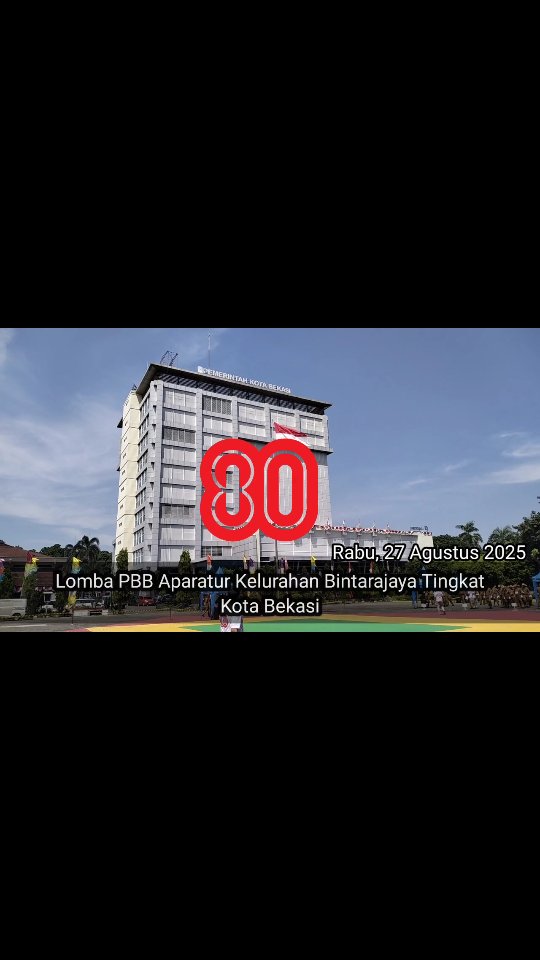 PEMERINTAH KOTA BEKASI
80
Rabu, 27 Agustus 2025
Lomba PBB Aparatur Kelurahan Bintarajaya Tingkat
Kota Bekasi